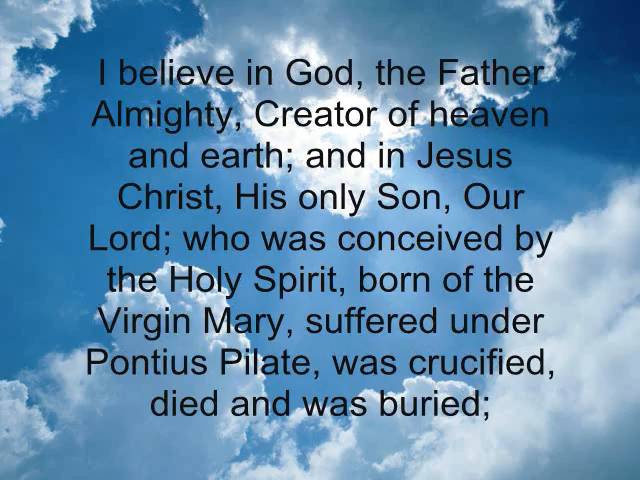 I believe in God, the Father
Almighty, Creator of heaven
and earth; and in Jesus
Christ, His only Son, Our
Lord; who was conceived by
the Holy Spirit, born of the
Virgin Mary, suffered under
Pontius Pilate, was crucified,
died and was buried;